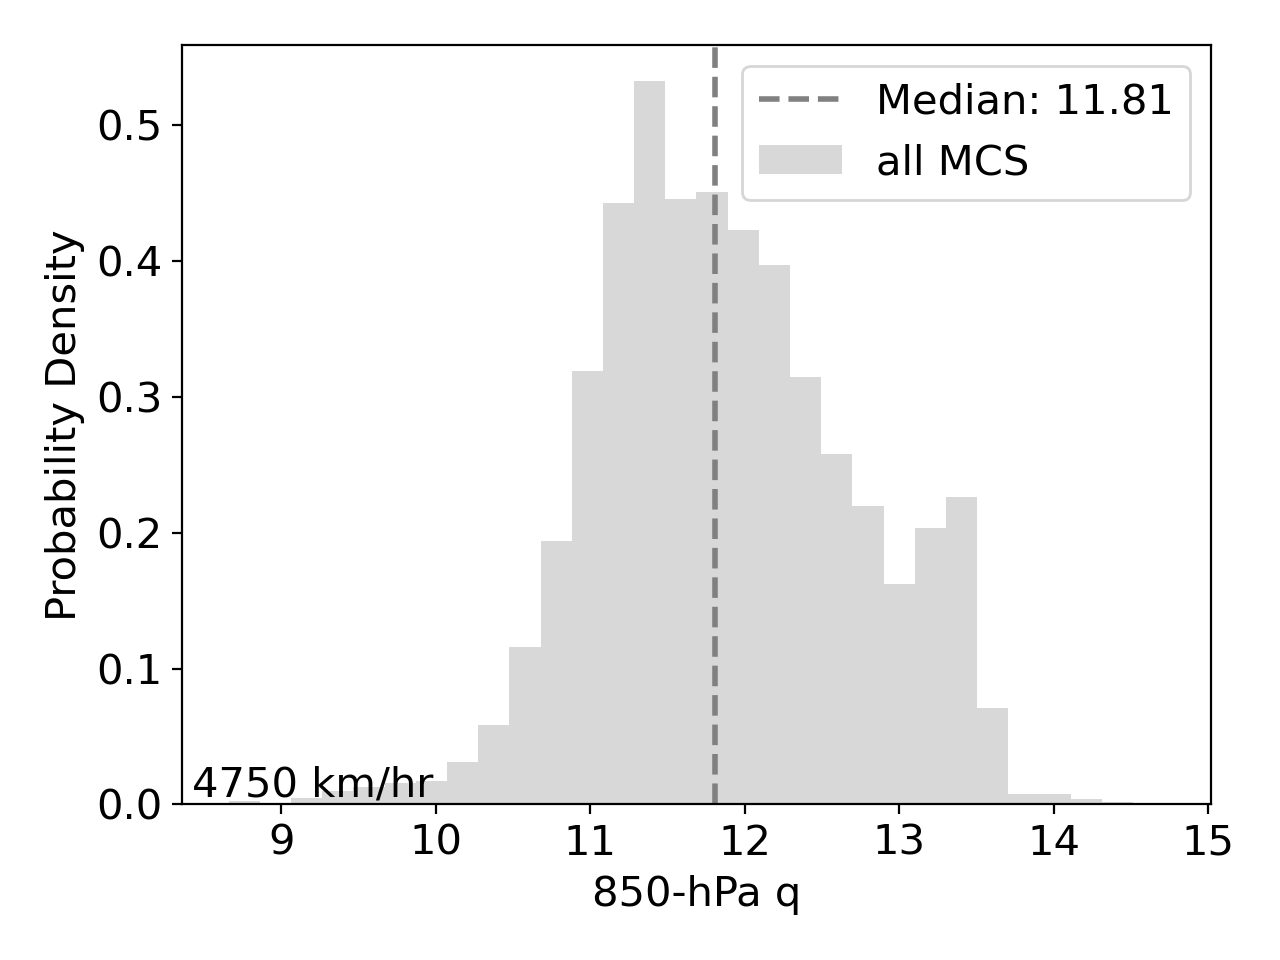 Median: 11.81
all MCS
0.5
0.4
0.3
0.2
0.1
0.0
Probability Density
4750 km/hr
9 10 11 12 13 14 15
850-hPa q